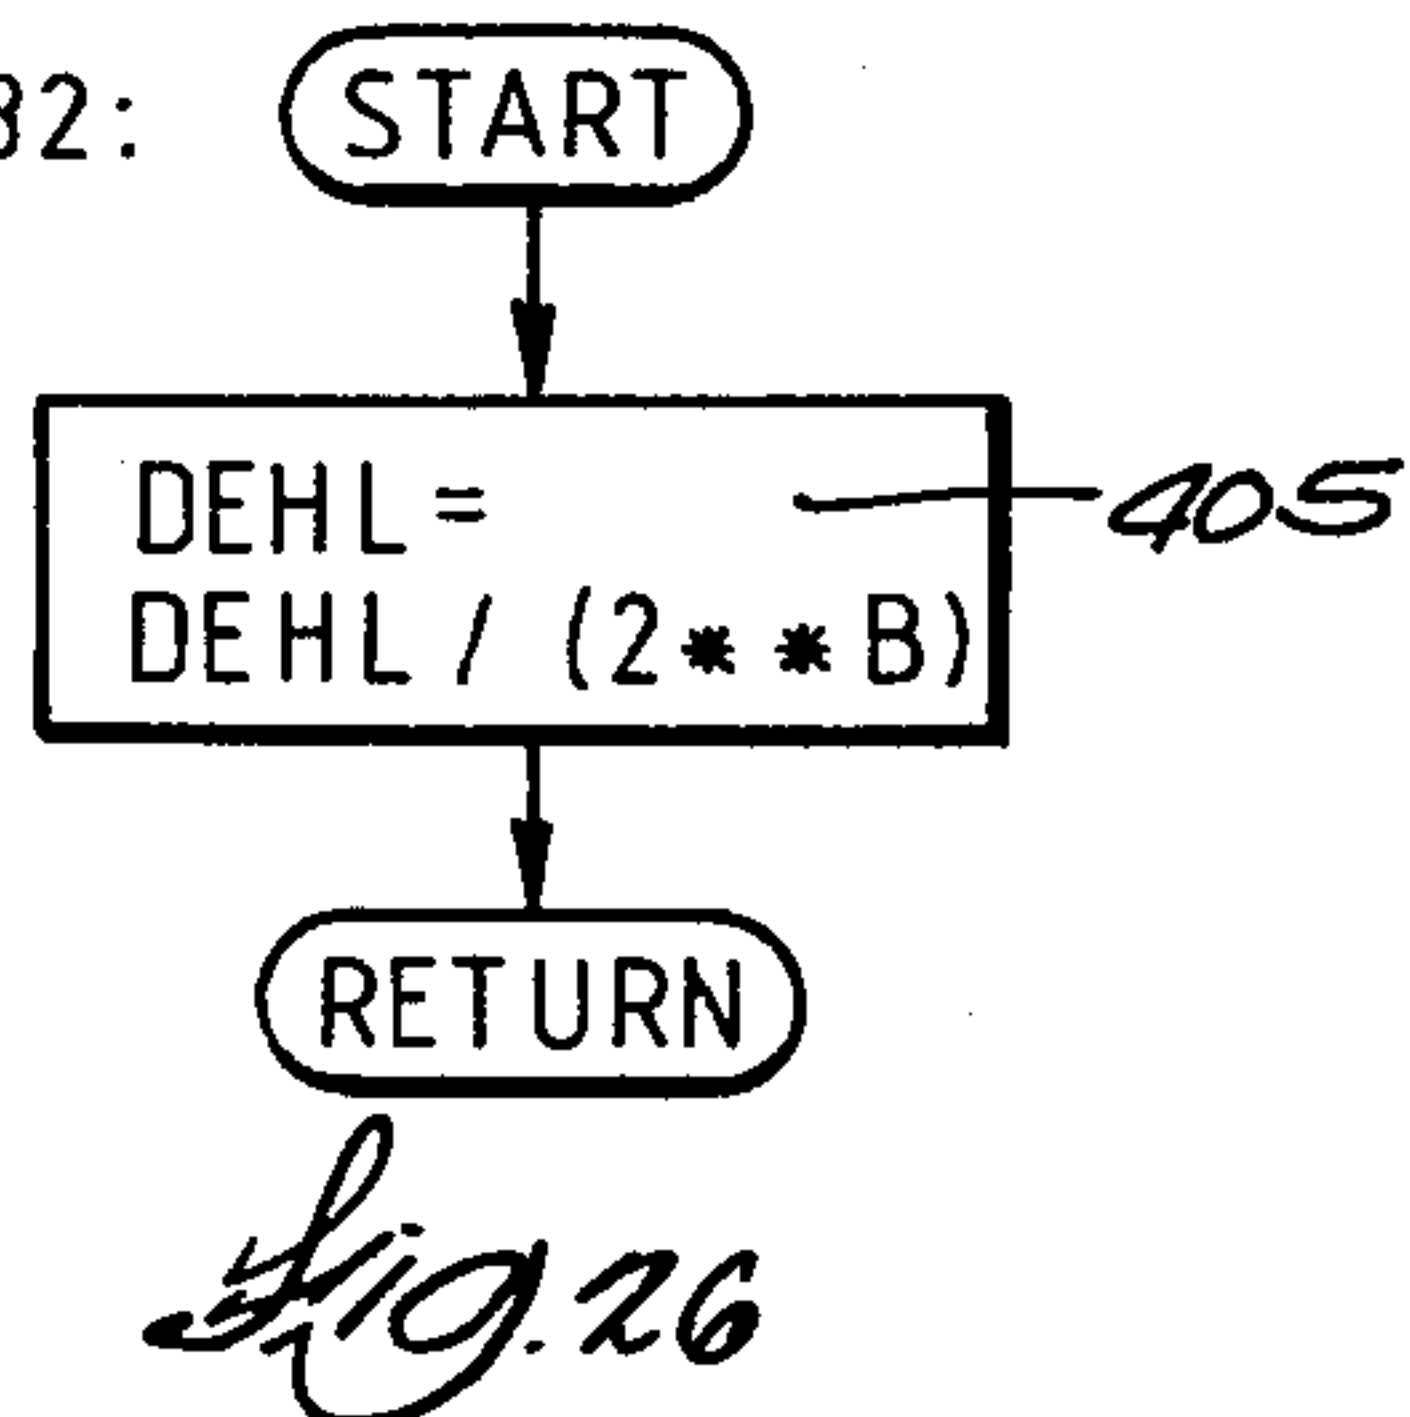 32:
START
DEHL=
DEHL / (2**B)
405
RETURN
Fig. 26